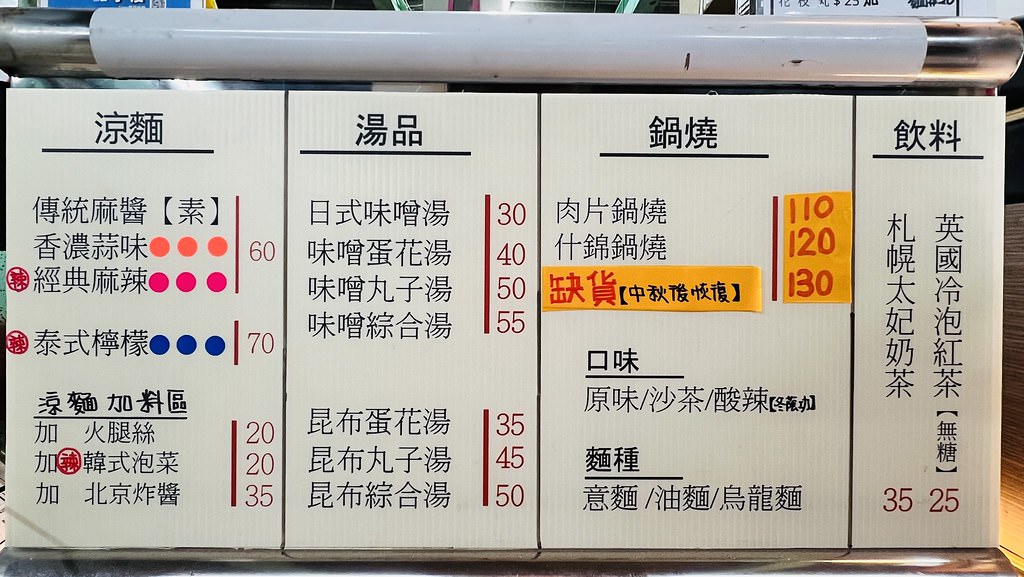 花枝丸$25加
涼麵
傳統麻醬【素】
香濃蒜味
辣 經典麻辣
60
辣 泰式檸檬 70
涼麵加料區
加 火腿絲 20
加 辣 韓式泡菜 20
加 北京炸醬 35
湯品
日式味噌湯 30
味噌蛋花湯 40
味噌丸子湯 50
味噌綜合湯 55
昆布蛋花湯 35
昆布丸子湯 45
昆布綜合湯 50
鍋燒
肉片鍋燒 110
什錦鍋燒 120
缺貨【中秋後恢復】 130
口味
原味/沙茶/酸辣
麵種
意麵/油麵/烏龍麵
飲料
英國冷泡紅茶【無糖】 25
札幌太妃奶茶 35